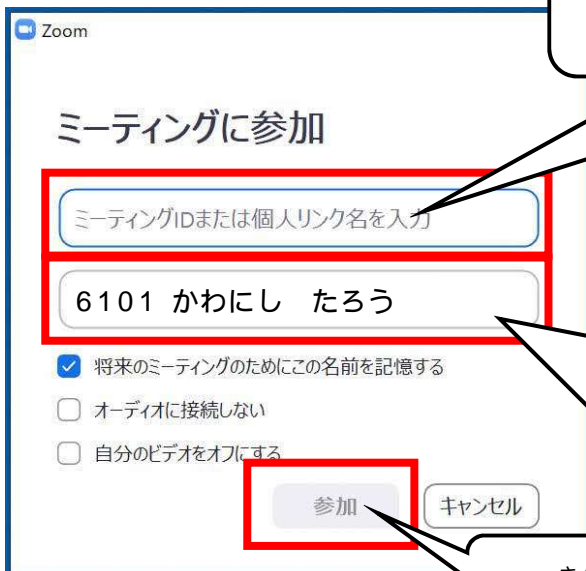 Zoom
ミーティングに参加
ミーティングIDまたは個人リンク名を入力
6101 かわにし　たろう
将来のミーティングのためにこの名前を記憶する
オーディオに接続しない
自分のビデオをオフにする
参加
キャンセル